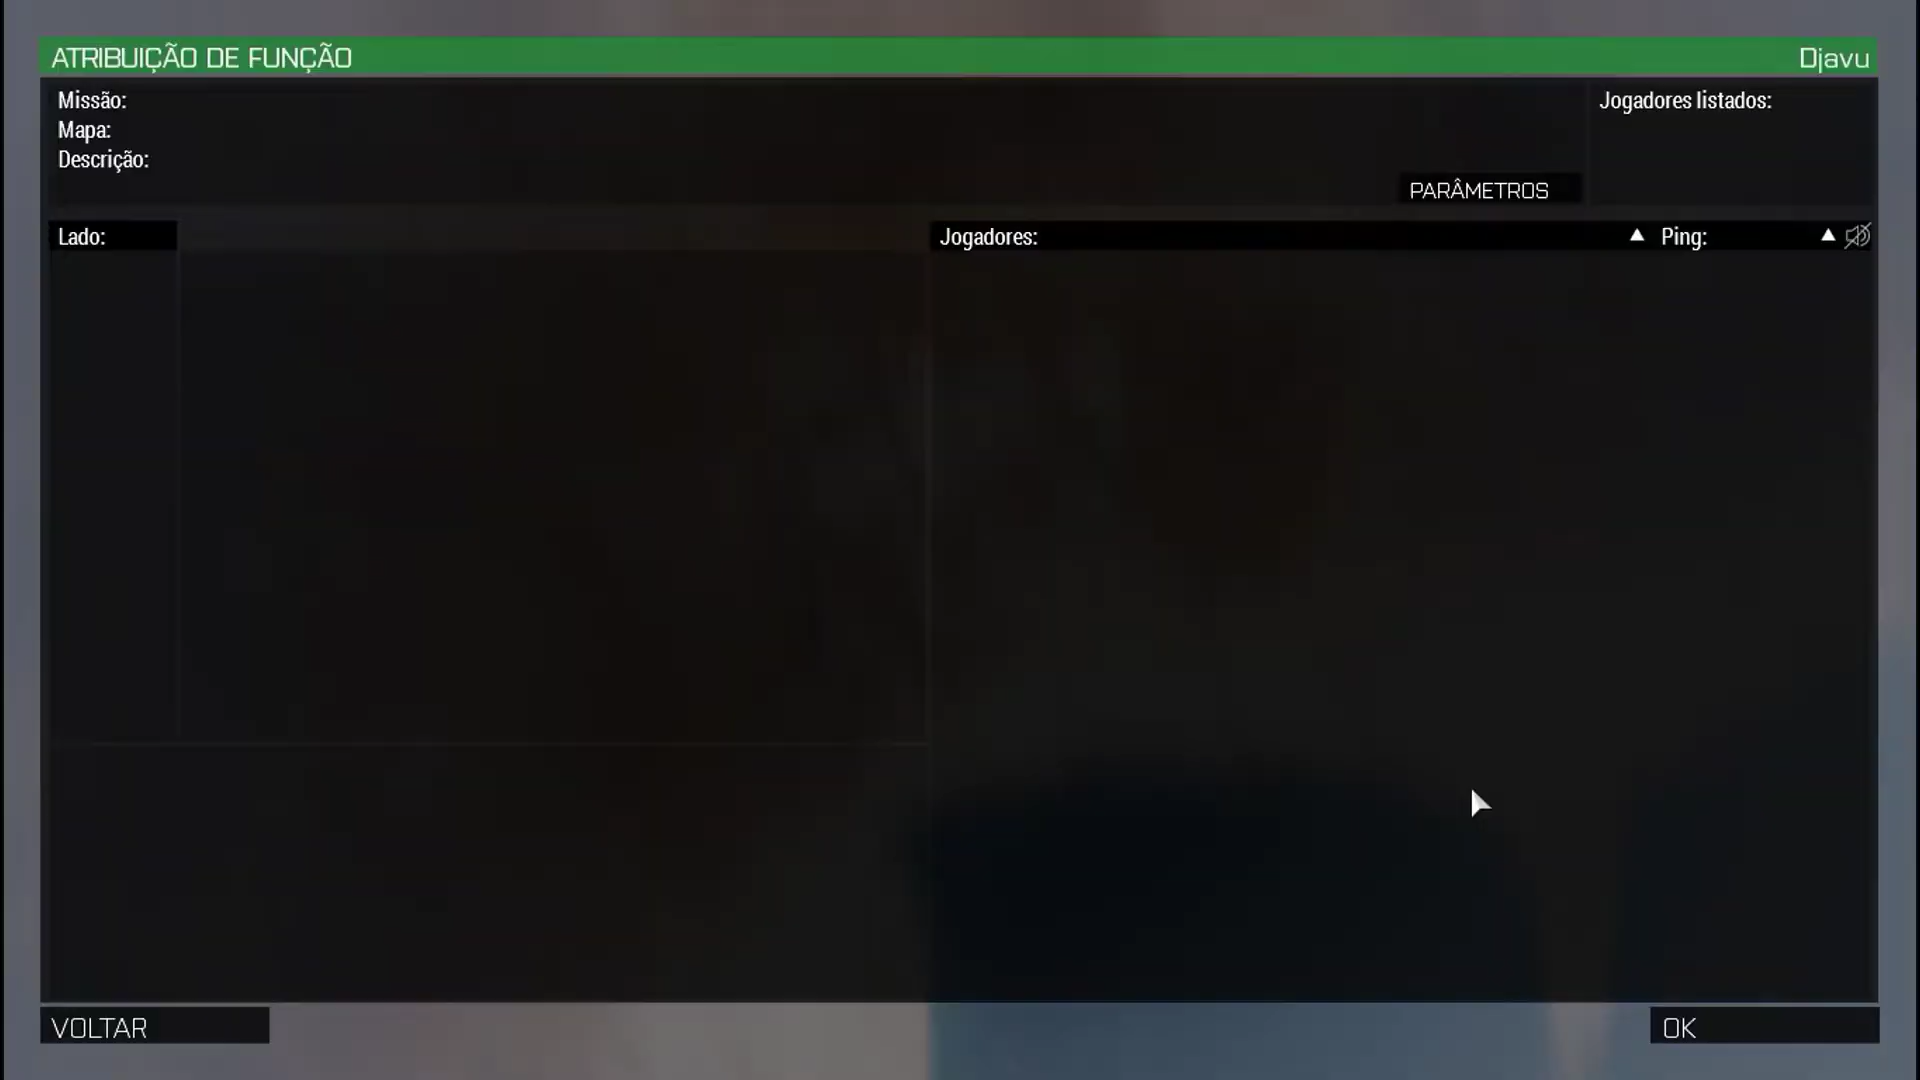 ATRIBUIÇÃO DE FUNÇÃO
Djavu
Missão:
Mapa:
Descrição:
Jogadores listados:
PARÂMETROS
Lado:
Jogadores:
Ping:
VOLTAR
OK